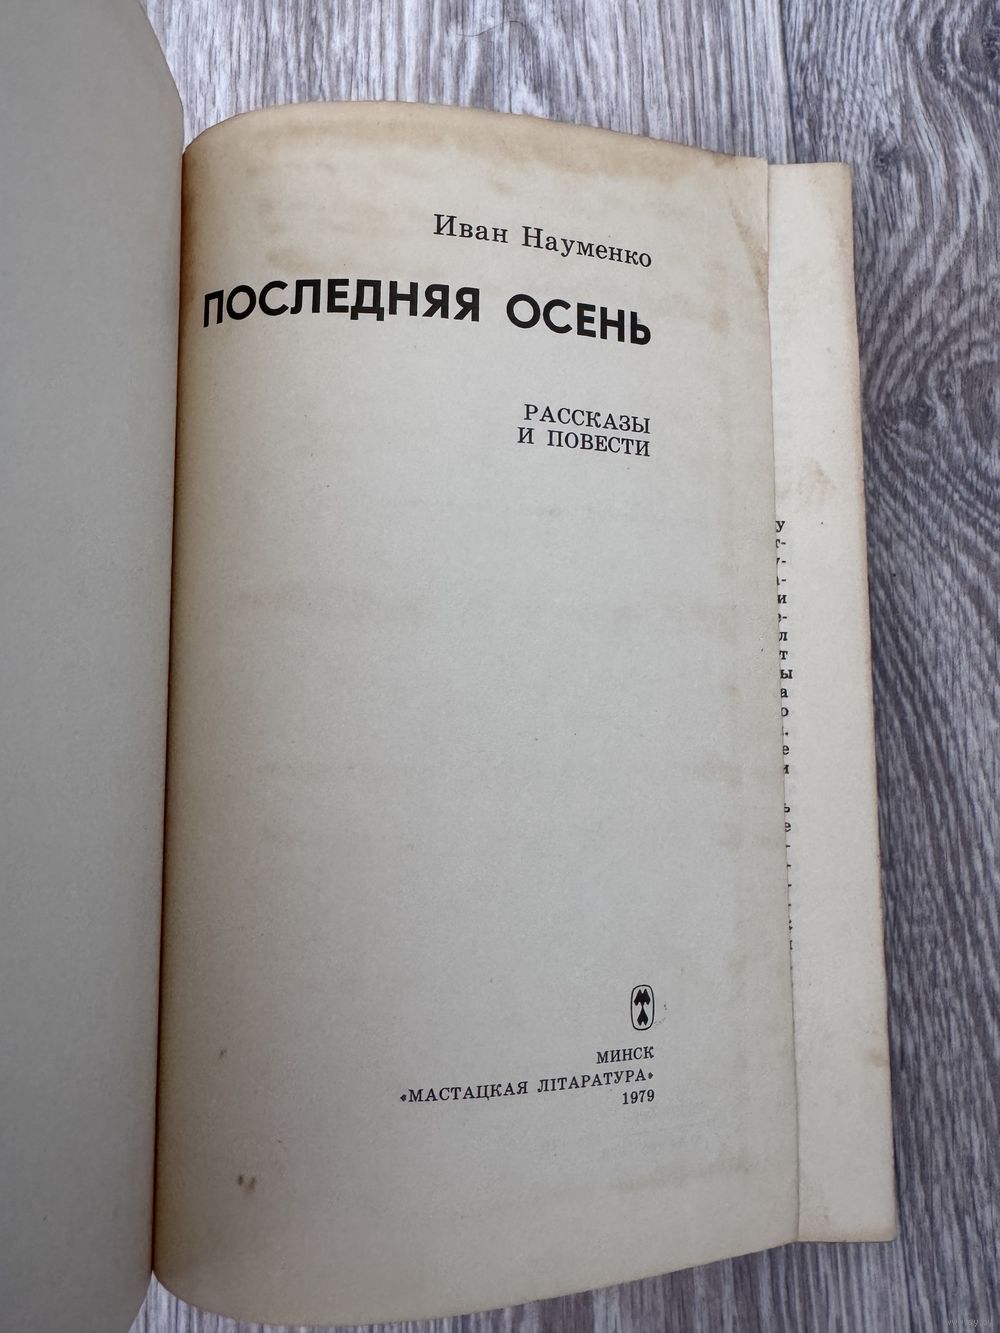 Иван Науменко
ПОСЛЕДНЯЯ ОСЕНЬ
РАССКАЗЫ
И ПОВЕСТИ
МИНСК
«МАСТАЦКАЯ ЛІТАРАТУРА»
1979